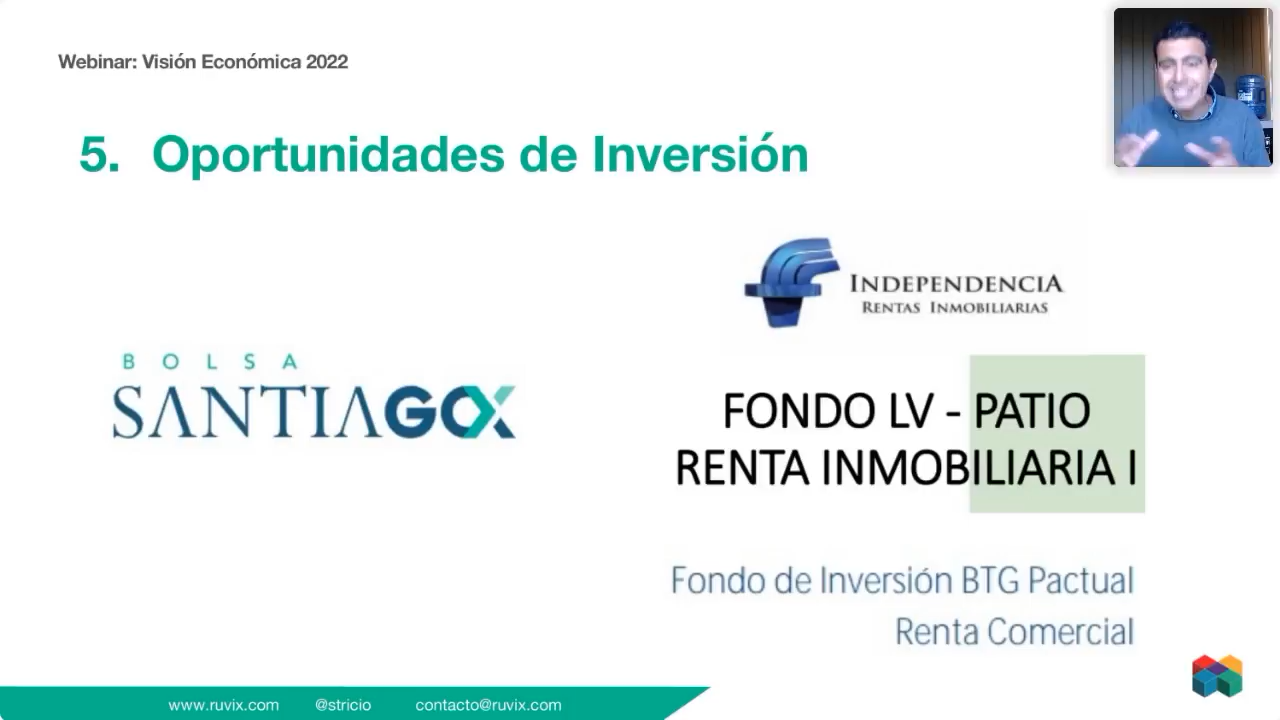 Webinar: Visión Económica 2022
5. Oportunidades de Inversión
BOLSA
SANTIAGOX
INDEPENDENCIA
RENTAS INMOBILIARIAS
FONDO LV - PATIO
RENTA INMOBILIARIA I
Fondo de Inversión BTG Pactual
Renta Comercial
www.ruvix.com @stricio contacto@ruvix.com